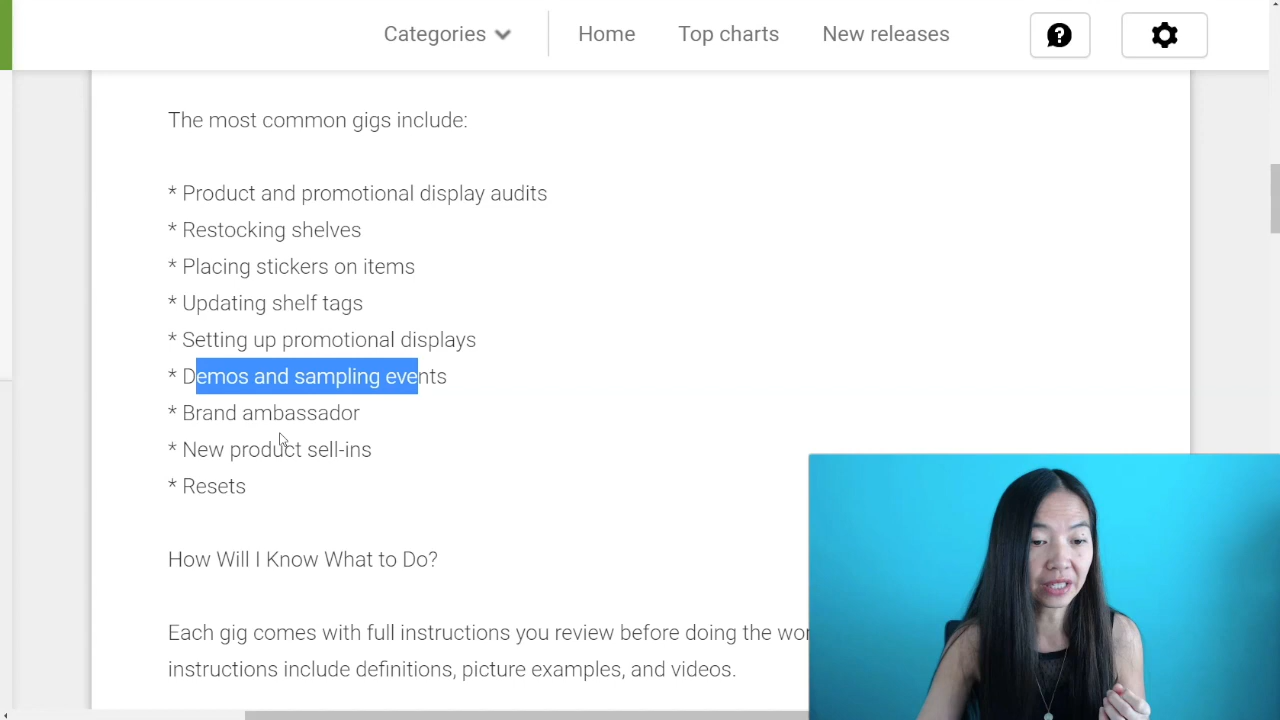 Categories Home Top charts New releases
The most common gigs include:
* Product and promotional display audits
* Restocking shelves
* Placing stickers on items
* Updating shelf tags
* Setting up promotional displays
* Demos and sampling events
* Brand ambassador
* New product sell-ins
* Resets
How Will I Know What to Do?
Each gig comes with full instructions you review before doing the
instructions include definitions, picture examples, and videos.